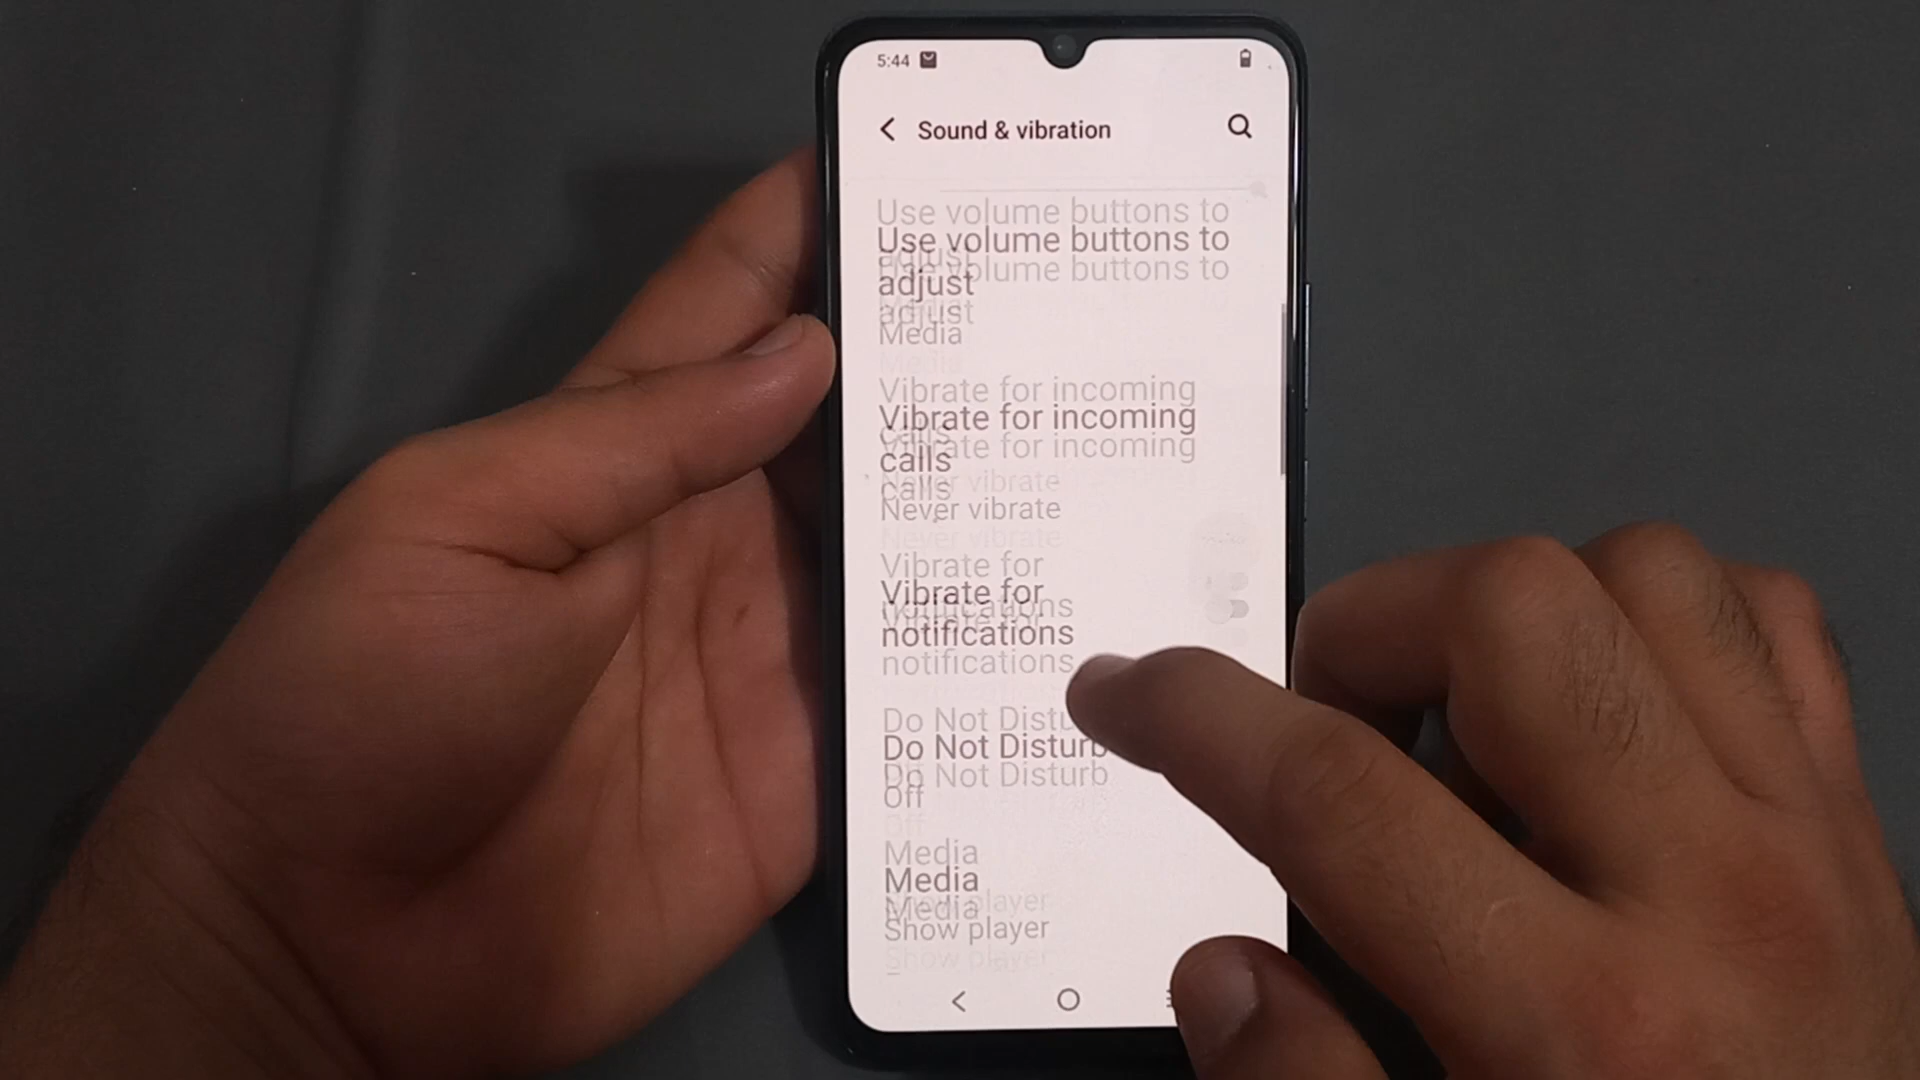 5:44
Sound & vibration
Use volume buttons to
adjust
Media
Vibrate for incoming
calls
Never vibrate
Vibrate for
notifications
Do Not Disturb
Off
Media
Show player